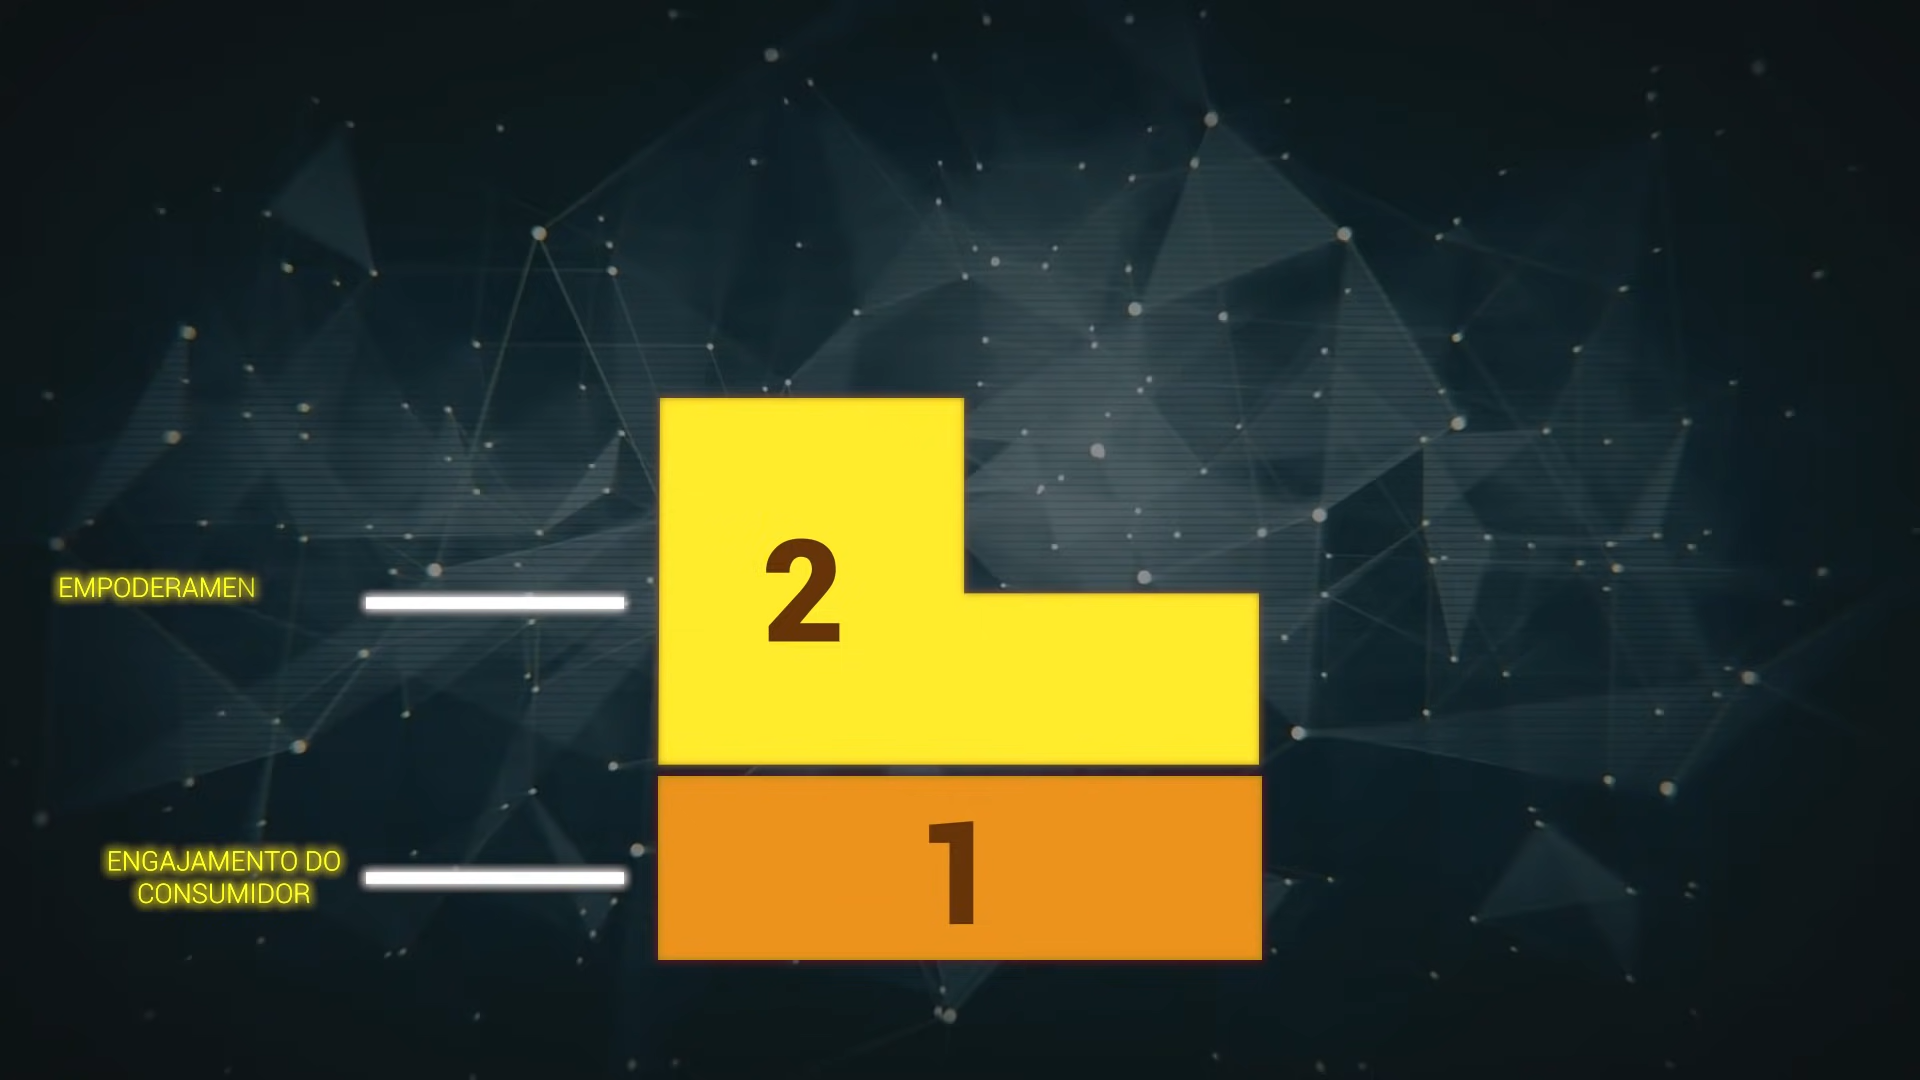 2
EMPODERAMEN
1
ENGAJAMENTO DO
CONSUMIDOR